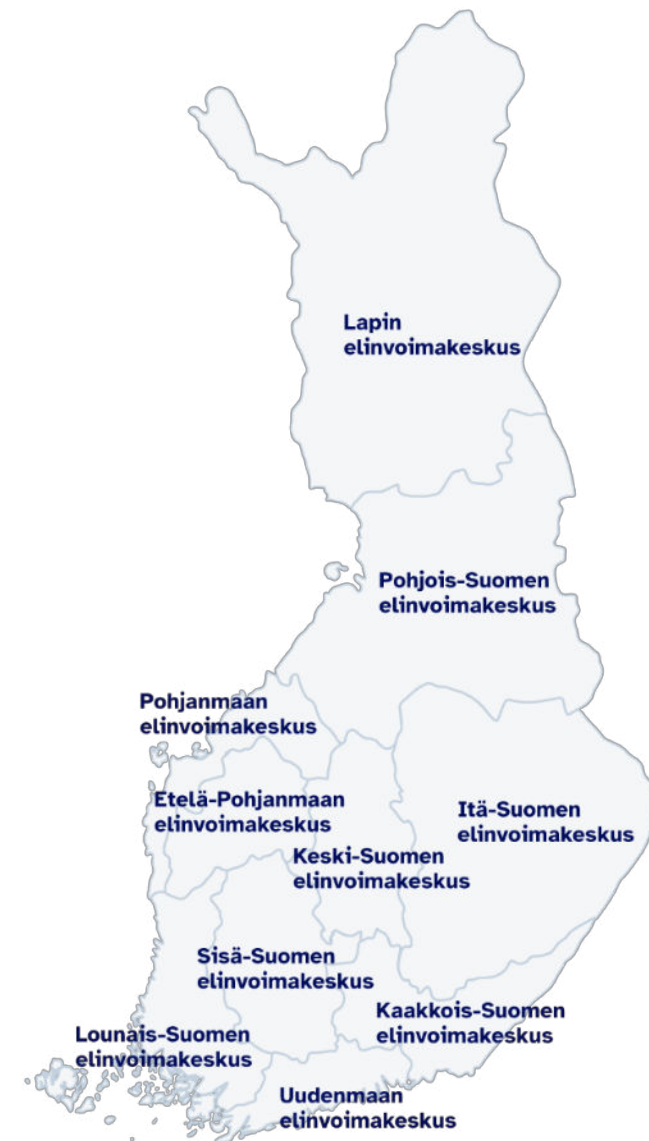 Lapin
elinvoimakeskus
Pohjois-Suomen
elinvoimakeskus
Pohjanmaan
elinvoimakeskus
Etelä-Pohjanmaan
elinvoimakeskus
Itä-Suomen
elinvoimakeskus
Keski-Suomen
elinvoimakeskus
Sisä-Suomen
elinvoimakeskus
Kaakkois-Suomen
elinvoimakeskus
Lounais-Suomen
elinvoimakeskus
Uudenmaan
elinvoimakeskus